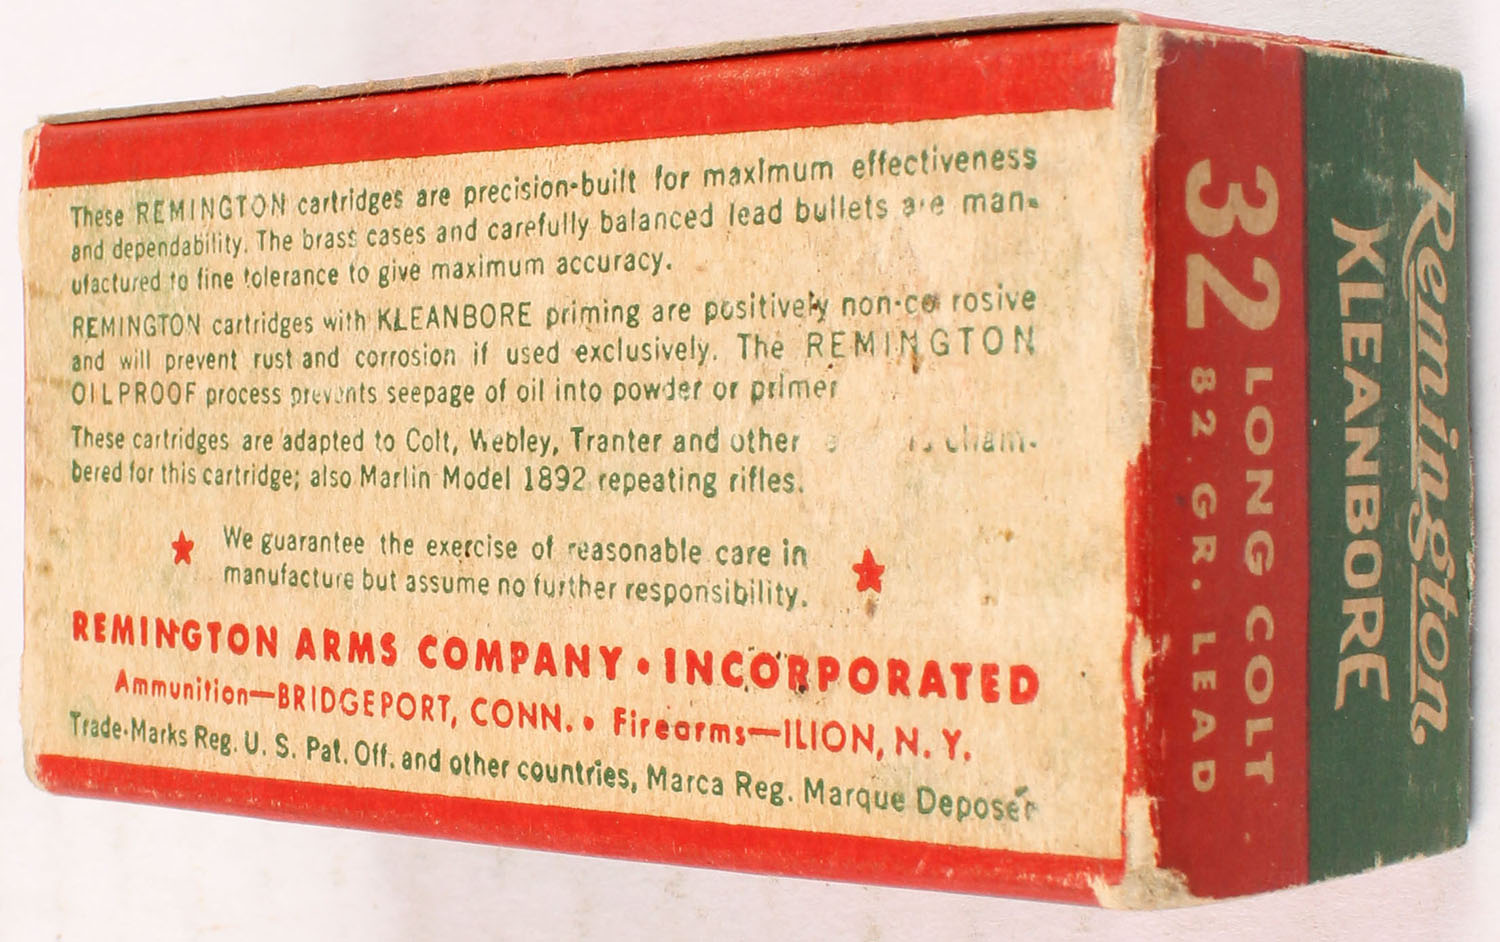 These REMINGTON cartridges are precision-built for maximum effectiveness
and dependability. The brass cases and carefully balanced lead bullets are man-
ufactured to fine tolerance to give maximum accuracy.
REMINGTON cartridges with KLEANBORE priming are positively non-corrosive
and will prevent rust and corrosion if used exclusively. The REMINGTON
OILPROOF process prevents seepage of oil into powder or primer
These cartridges are adapted to Colt, Webley, Tranter and other cham-
bered for this cartridge; also Marlin Model 1892 repeating rifles.
We guarantee the exercise of reasonable care in
manufacture but assume no further responsibility.
REMINGTON ARMS COMPANY • INCORPORATED
Ammunition—BRIDGEPORT, CONN. • Firearms—ILION, N. Y.
Trade-Marks Reg. U. S. Pat. Off. and other countries, Marca Reg. Marque Deposee
Remington
KLEANBORE
32 LONG COLT
82 GR. LEAD